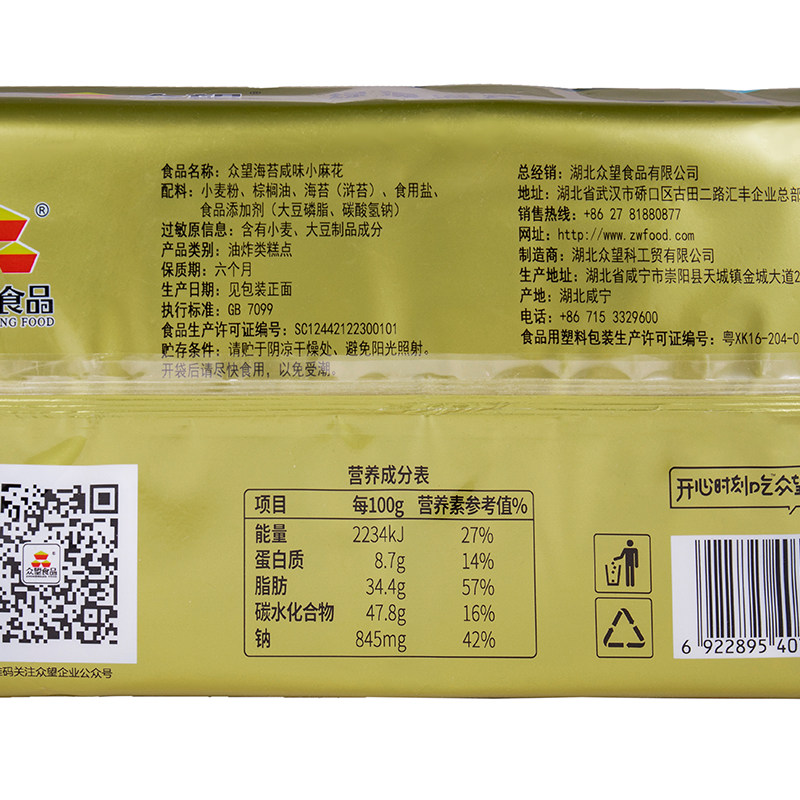 ®
食品
NG FOOD
食品名称：众望海苔咸味小麻花
配料：小麦粉、棕榈油、海苔（浒苔）、食用盐、
食品添加剂（大豆磷脂、碳酸氢钠）
过敏原信息：含有小麦、大豆制品成分
产品类别：油炸类糕点
保质期：六个月
生产日期：见包装正面
执行标准：GB 7099
食品生产许可证编号：SC12442122300101
贮存条件：请贮于阴凉干燥处、避免阳光照射。
开袋后请尽快食用，以免受潮。
总经销：湖北众望食品有限公司
地址：湖北省武汉市硚口区古田二路汇丰企业总部
销售热线：+86 27 81880877
网址：http://www.zwfood.com
制造商：湖北众望科工贸有限公司
生产地址：湖北省咸宁市崇阳县天城镇金城大道2
产地：湖北咸宁
电话：+86 715 3329600
食品用塑料包装生产许可证编号：粤XK16-204-0
众望食品
维码关注众望企业公众号
营养成分表
项目 每100g 营养素参考值%
能量 2234kJ 27%
蛋白质 8.7g 14%
脂肪 34.4g 57%
碳水化合物 47.8g 16%
钠 845mg 42%
开心时刻吃众望
6 922895 40